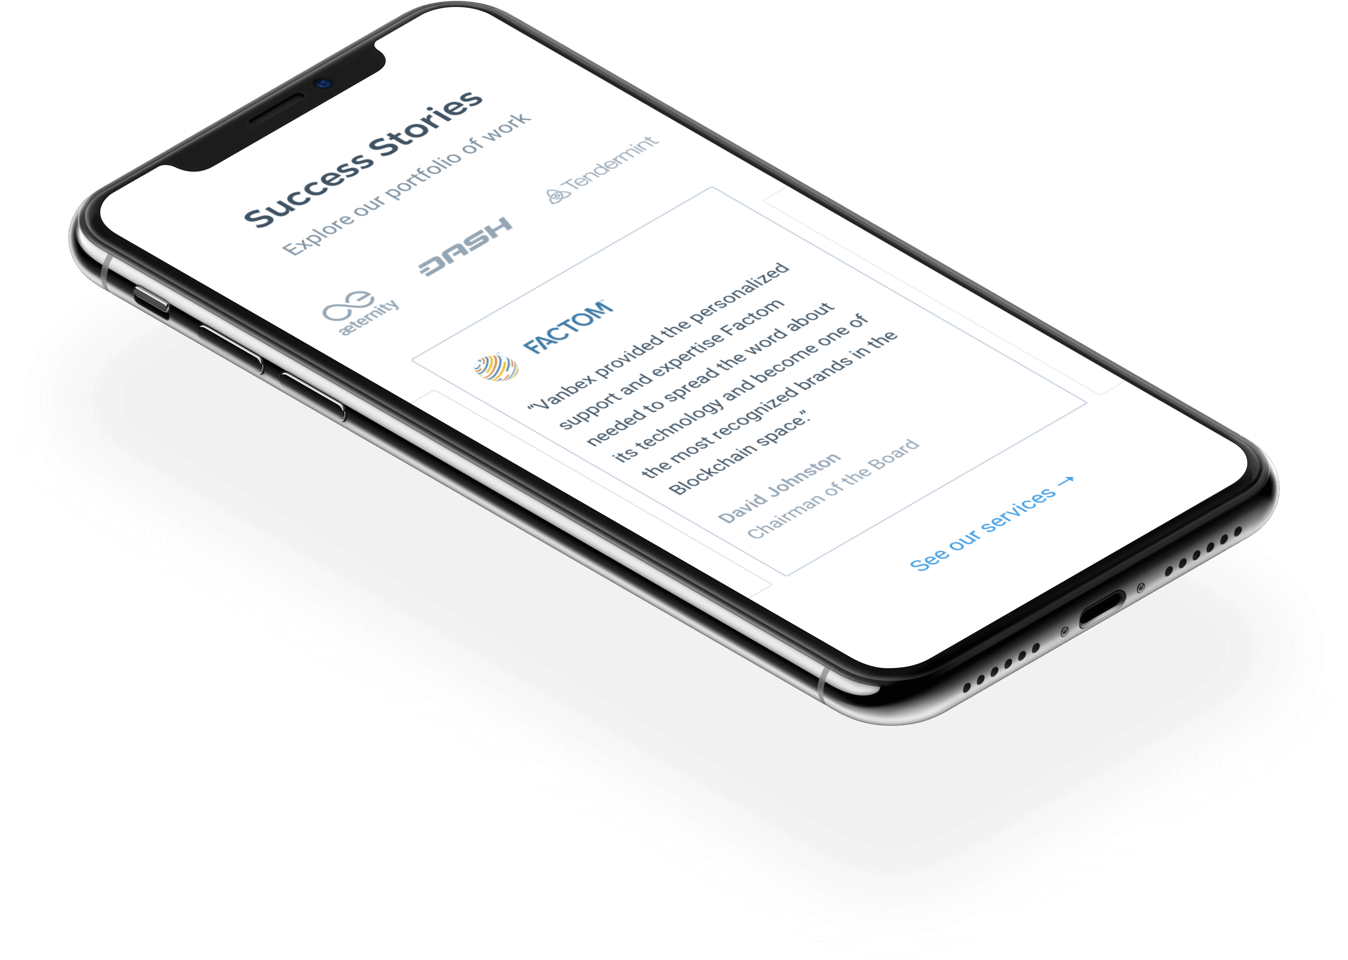 Success Stories
Explore our portfolio of work
æternity
DASH
Tendermint
FACTOM
"Vanbex provided the personalized
support and expertise Factom
needed to spread the word about
its technology and become one of
the most recognized brands in the
Blockchain space."
David Johnston
Chairman of the Board
See our services →